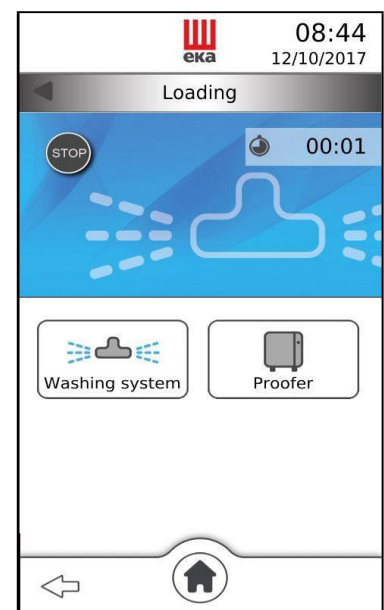 eka
08:44
12/10/2017
Loading
STOP
00:01
Washing system
Proofer